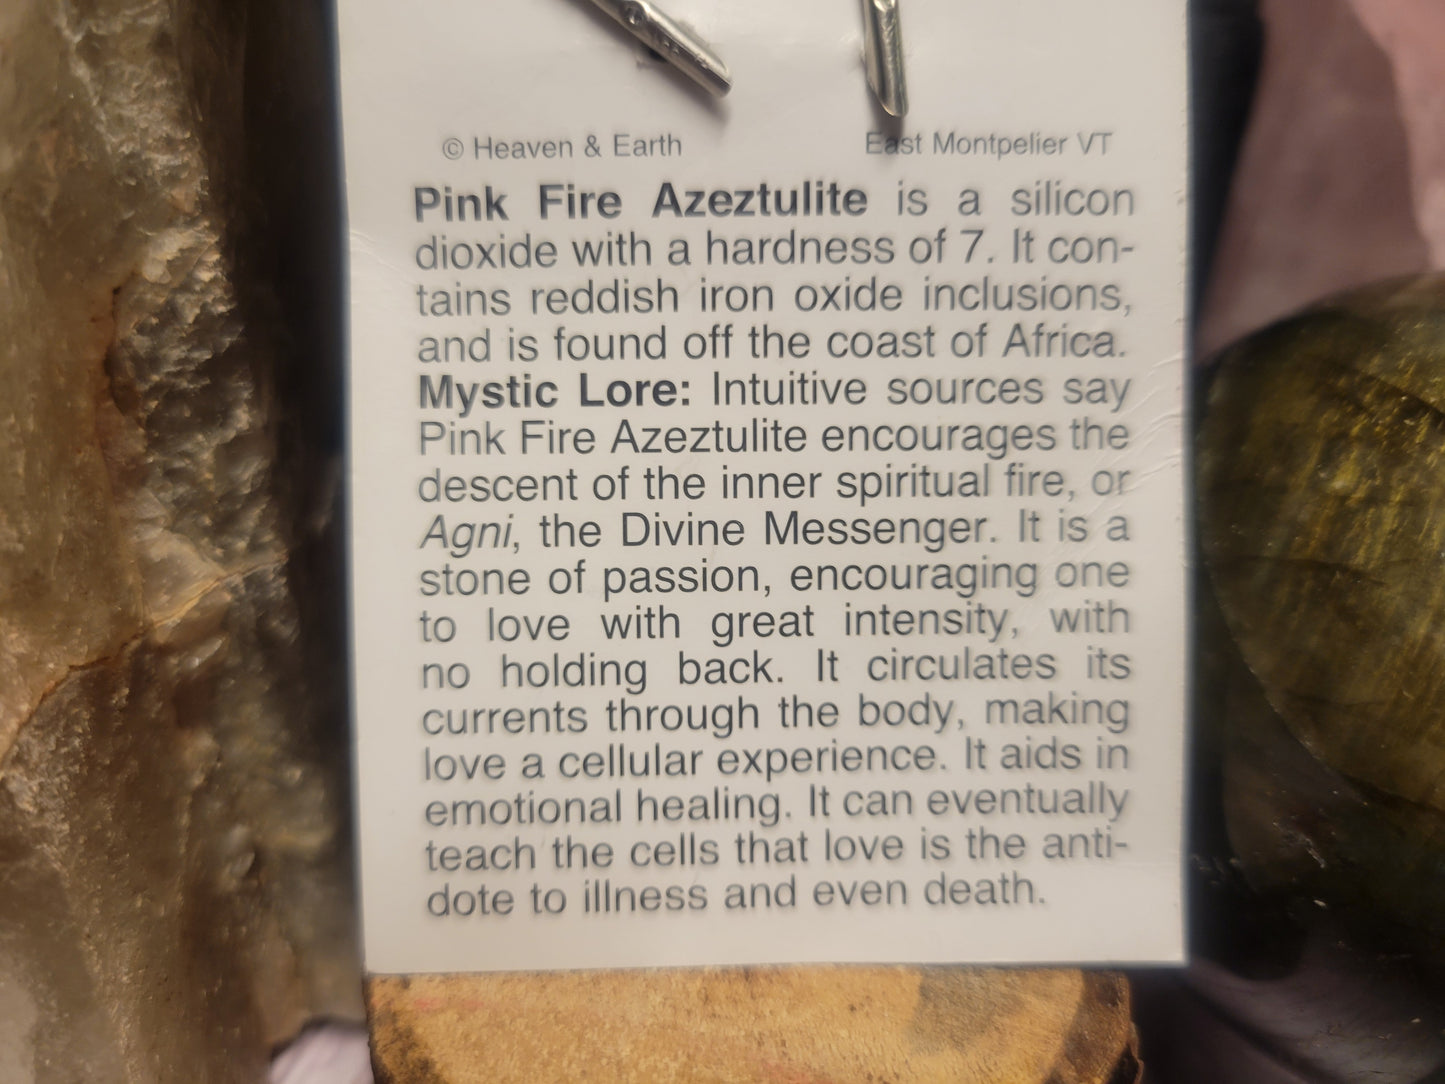 © Heaven & Earth East Montpelier VT
Pink Fire Azeztulite is a silicon
dioxide with a hardness of 7. It con-
tains reddish iron oxide inclusions,
and is found off the coast of Africa.
Mystic Lore: Intuitive sources say
Pink Fire Azeztulite encourages the
descent of the inner spiritual fire, or
Agni, the Divine Messenger. It is a
stone of passion, encouraging one
to love with great intensity, with
no holding back. It circulates its
currents through the body, making
love a cellular experience. It aids in
emotional healing. It can eventually
teach the cells that love is the anti-
dote to illness and even death.